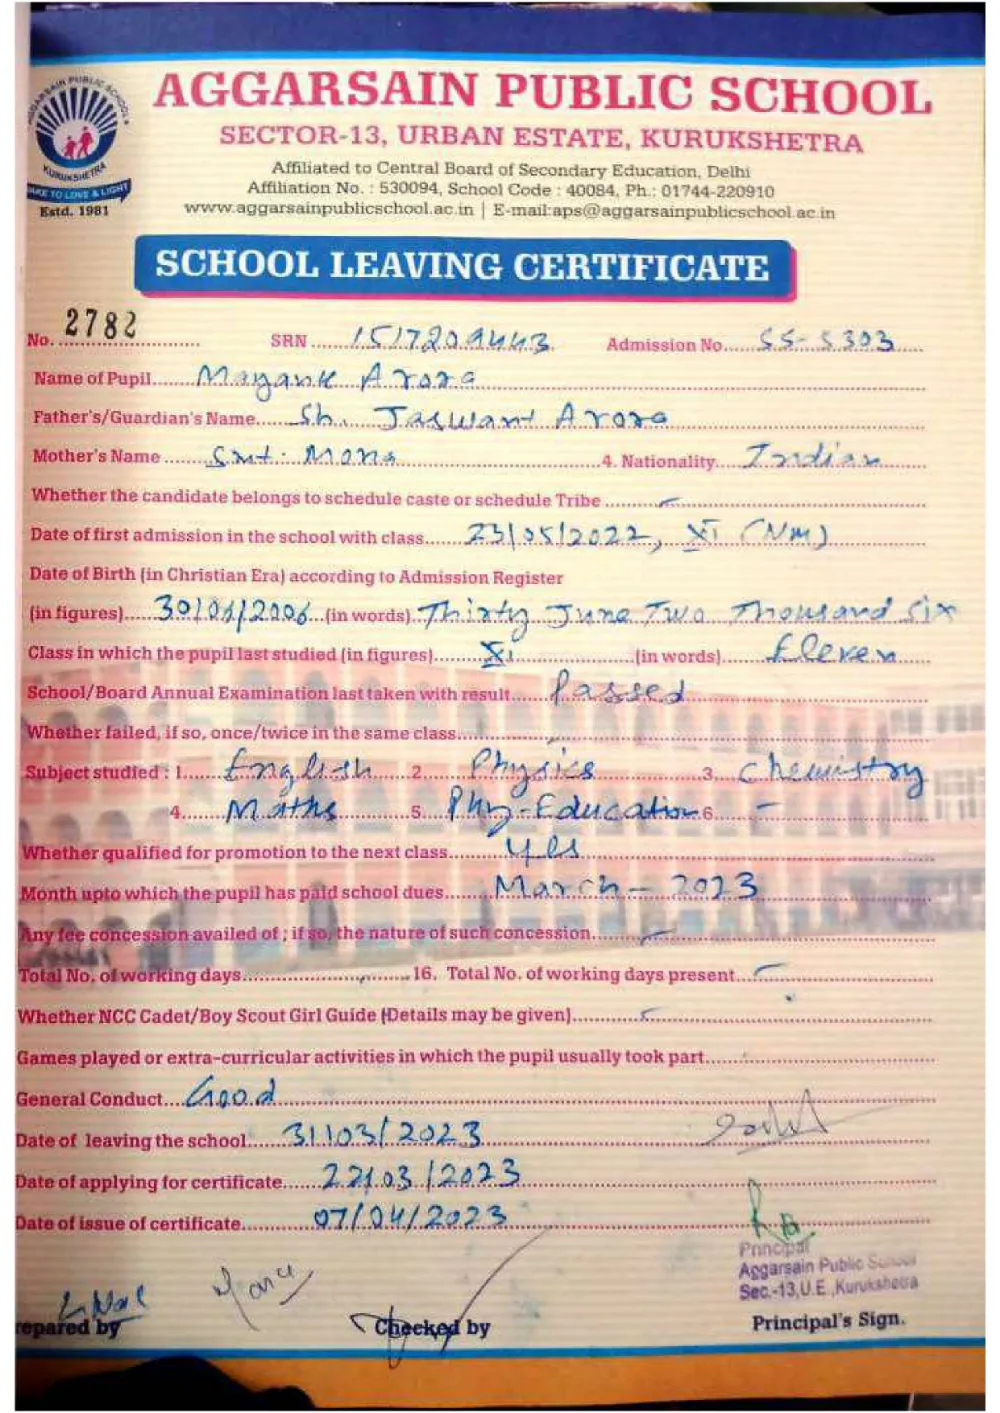 AGGARSAIN PUBLIC SCHOOL
SECTOR-13, URBAN ESTATE, KURUKSHETRA
Affiliated to Central Board of Secondary Education, Delhi
Affiliation No. : 530094, School Code : 40084, Ph.: 01744-220910
www.aggarsainpublicschool.ac.in | E-mail:aps@aggarsainpublicschool.ac.in
AGGARSAIN PUBLIC SCHOOL
KURUKSHETRA
TO LOVE & LIGHT
Estd. 1981
SCHOOL LEAVING CERTIFICATE
No. 2782 SRN 1517209443 Admission No. SS-5303
Name of Pupil Mayank Arora
Father's/Guardian's Name Sh. Jaswant Arora
Mother's Name Smt. Mona 4. Nationality Indian
Whether the candidate belongs to schedule caste or schedule Tribe
Date of first admission in the school with class 23/05/2022, XI (NM)
Date of Birth (in Christian Era) according to Admission Register
(in figures) 30/06/2006 (in words) Thirty June Two Thousand Six
Class in which the pupil last studied (in figures) XI (in words) Eleven
School/Board Annual Examination last taken with result Passed
Whether failed, if so, once/twice in the same class
Subject studied : 1 English 2 Physics 3. Chemistry
4. Maths 5. Phy-Education 6. -
Whether qualified for promotion to the next class yes
Month upto which the pupil has paid school dues March - 2023
Any fee concession availed of ; if so, the nature of such concession
Total No. of working days 16. Total No. of working days present
Whether NCC Cadet/Boy Scout Girl Guide (Details may be given)
Games played or extra-curricular activities in which the pupil usually took part
General Conduct Good
Date of leaving the school 31/03/2023
Date of applying for certificate 22/03/2023
Date of issue of certificate 07/04/2023
Principal
Aggarsain Public School
Sec.-13,U.E.,Kurukshetra
repared by Checked by Principal's Sign.